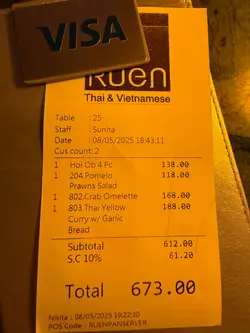 VISA
Ruen
Thai & Vietnamese
Table : 25
Staff : Sunita
Date : 08/05/2025 18:43:11
Cus count: 2
1 Hoi Ob 4 Pc 138.00
1 204.Pomelo 118.00
Prawns Salad
1 802.Crab Omelette 168.00
1 803.Thai Yellow 188.00
Curry w/ Garlic
Bread
Subtotal 612.00
S.C 10% 61.20
Total 673.00
Nikita : 08/05/2025 19:22:30
POS Code : RUENPANSERVER